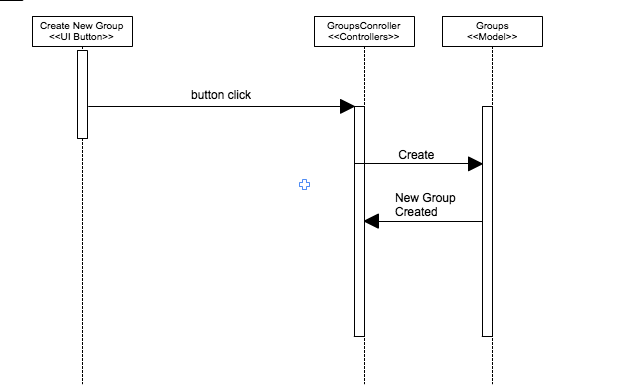 Create New Group
<<UI Button>>
GroupsConroller
<<Controllers>>
Groups
<<Model>>
button click
Create
New Group
Created